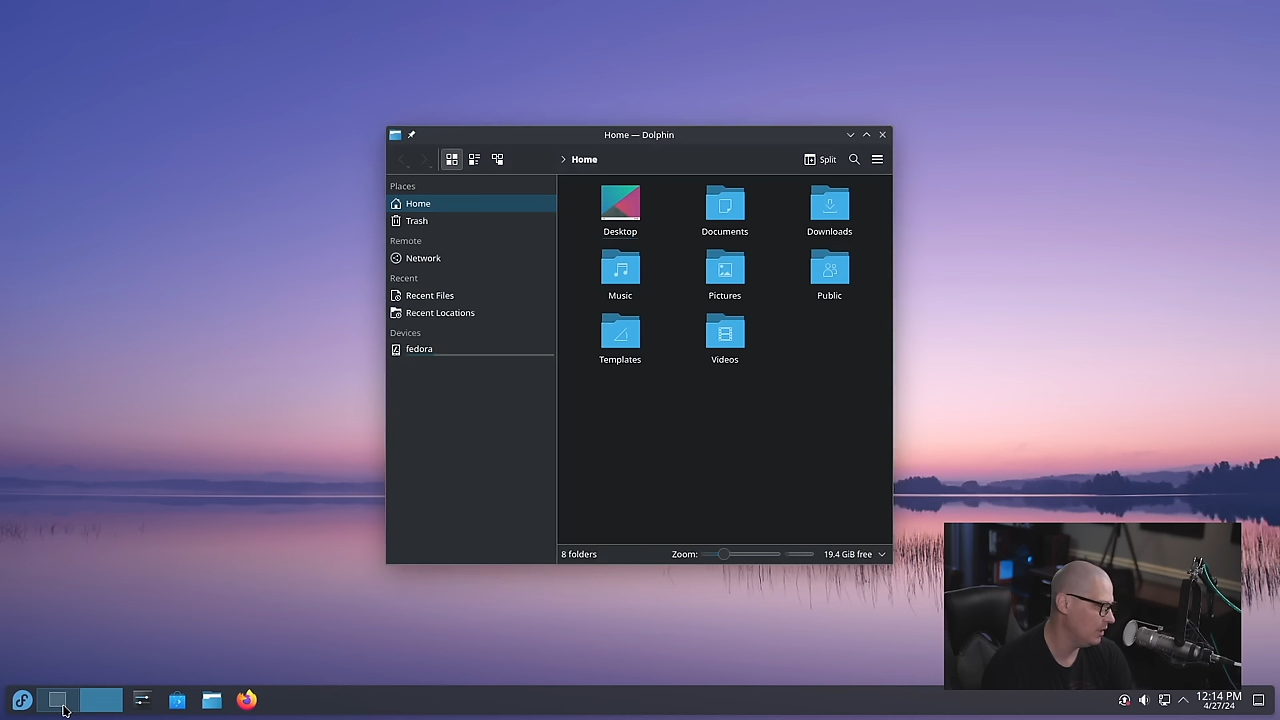 Home — Dolphin
Home
Split
Places
Home
Trash
Remote
Network
Recent
Recent Files
Recent Locations
Devices
fedora
Desktop
Documents
Downloads
Music
Pictures
Public
Templates
Videos
8 folders
Zoom:
19.4 GiB free
12:14 PM
4/27/24